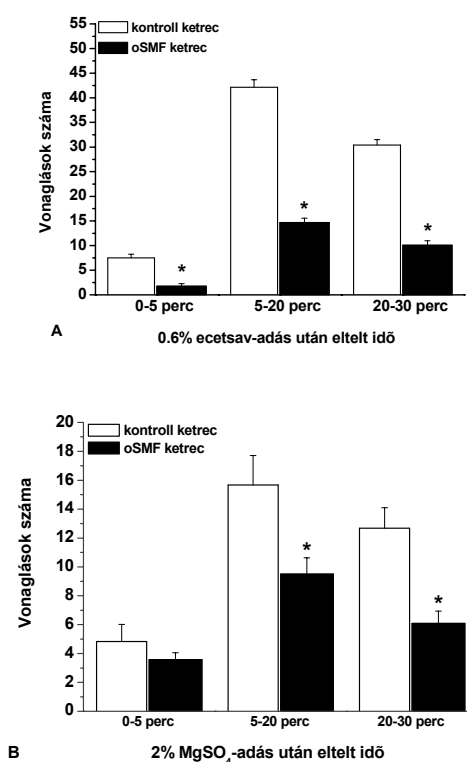 55
50
45
40
35
30
25
20
15
10
5
0
Vonaglások száma
kontroll ketrec
oSMF ketrec
*
*
*
0-5 perc 5-20 perc 20-30 perc
A
0.6% ecetsav-adás után eltelt idõ
20
18
16
14
12
10
8
6
4
2
0
Vonaglások száma
kontroll ketrec
oSMF ketrec
*
*
0-5 perc 5-20 perc 20-30 perc
B
2% MgSO4-adás után eltelt idõ